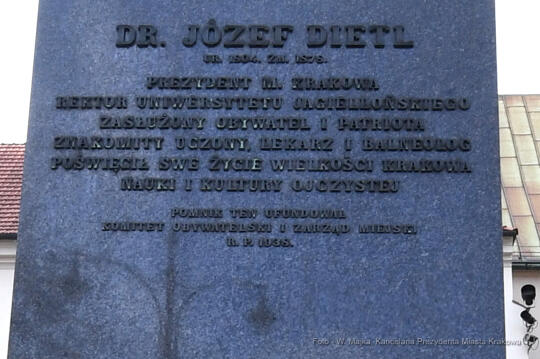 DR. JÓZEF DIETL
UR. 1804. ZM. 1878.
PREZYDENT M. KRAKOWA
REKTOR UNIWERSYTETU JAGIELLOŃSKIEGO
ZASŁUŻONY OBYWATEL I PATRIOTA
ZNAKOMITY UCZONY, LEKARZ I BALNEOLOG
POŚWIĘCIŁ SWE ŻYCIE WIELKOŚCI KRAKOWA
NAUKI I KULTURY OJCZYSTEJ
POMNIK TEN UFUNDOWAŁ
KOMITET OBYWATELSKI I ZARZĄD MIEJSKI
R. P. 1938.
Foto - W. Majka -Kancelaria Prezydenta Miasta Krakowa